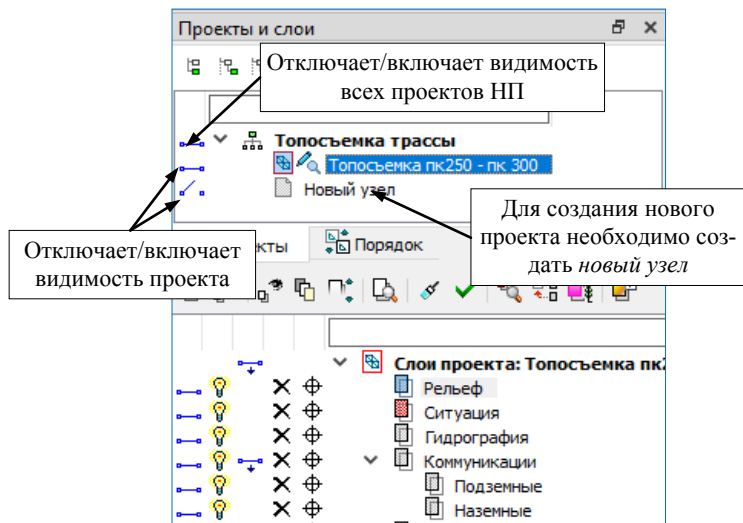 Проекты и слои
Отключает/включает видимость
всех проектов НП
Топосъемка трассы
Топосъемка пк250 - пк 300
Новый узел
Для создания нового
проекта необходимо соз-
дать новый узел
Отключает/включает
видимость проекта
екты
Порядок
Слои проекта: Топосъемка пк2
Рельеф
Ситуация
Гидрография
Коммуникации
Подземные
Наземные